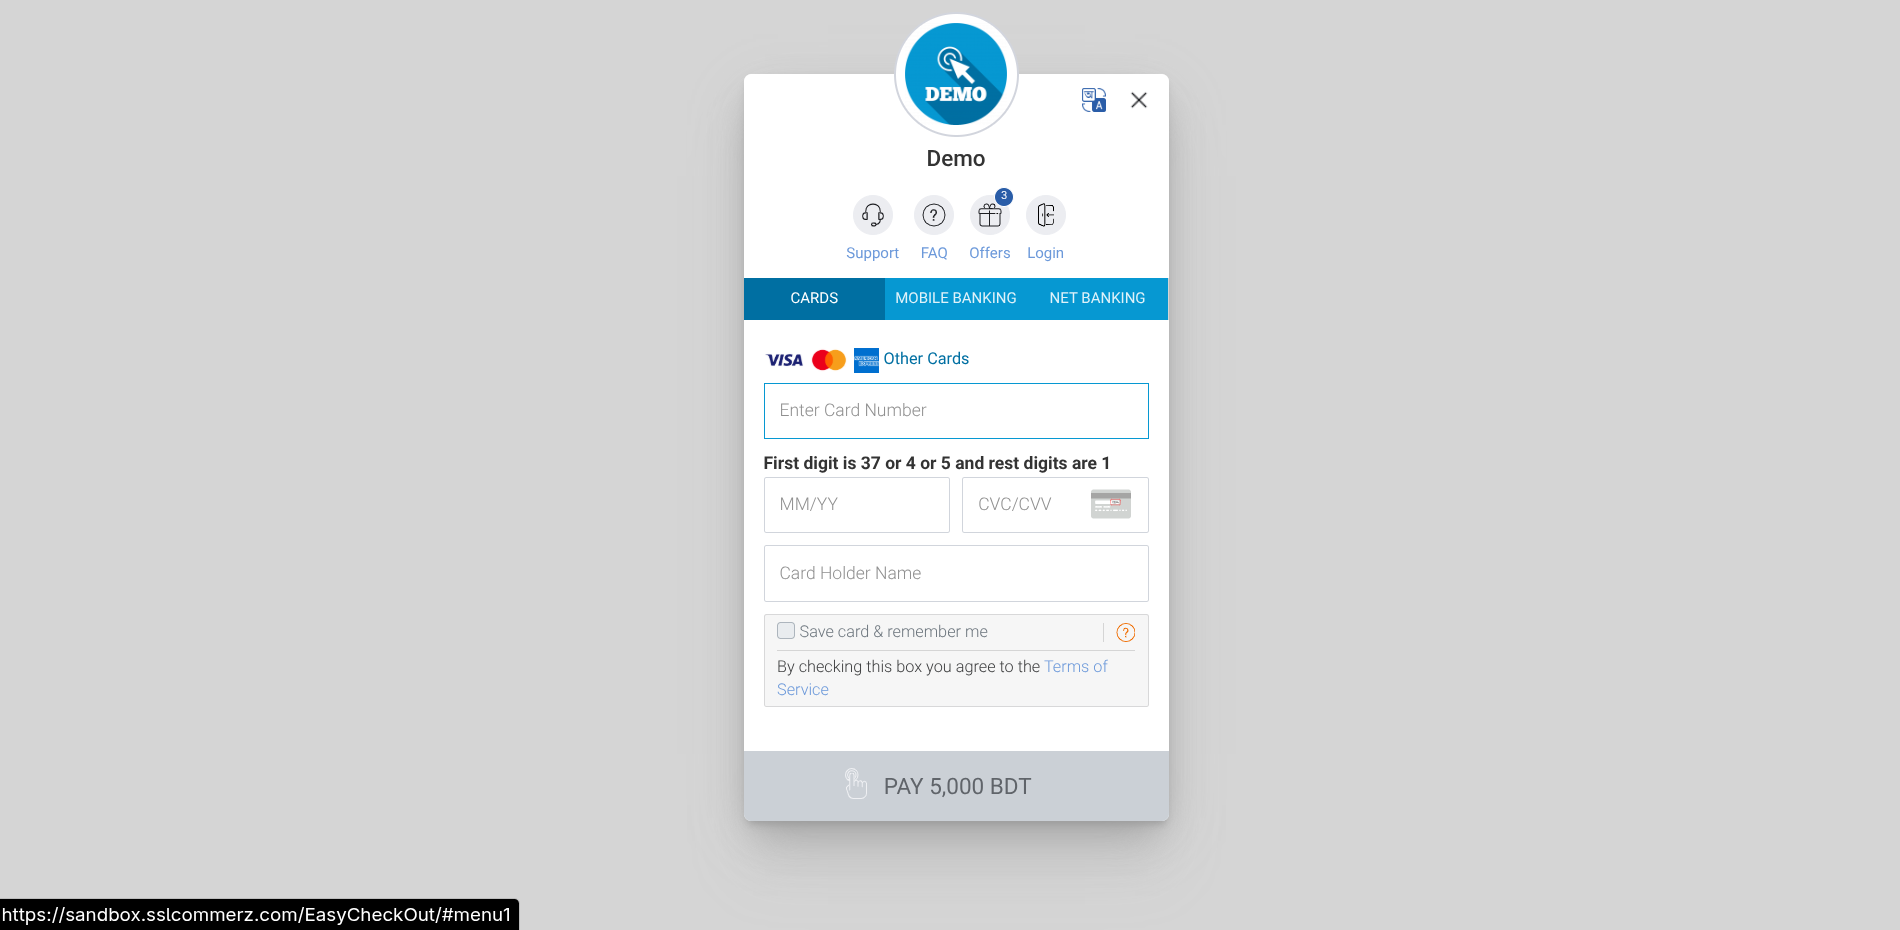 DEMO
Demo
3
Support FAQ Offers Login
CARDS MOBILE BANKING NET BANKING
VISA Other Cards
Enter Card Number
First digit is 37 or 4 or 5 and rest digits are 1
MM/YY CVC/CVV
Card Holder Name
Save card & remember me ?
By checking this box you agree to the Terms of
Service
PAY 5,000 BDT
https://sandbox.sslcommerz.com/EasyCheckOut/#menu1